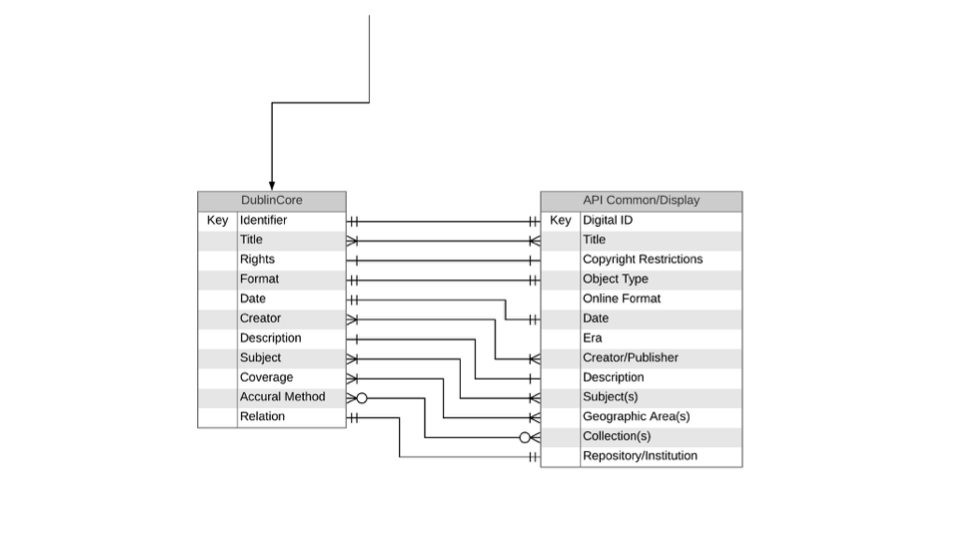 DublinCore
Key Identifier
Title
Rights
Format
Date
Creator
Description
Subject
Coverage
Accural Method
Relation
API Common/Display
Key Digital ID
Title
Copyright Restrictions
Object Type
Online Format
Date
Era
Creator/Publisher
Description
Subject(s)
Geographic Area(s)
Collection(s)
Repository/Institution